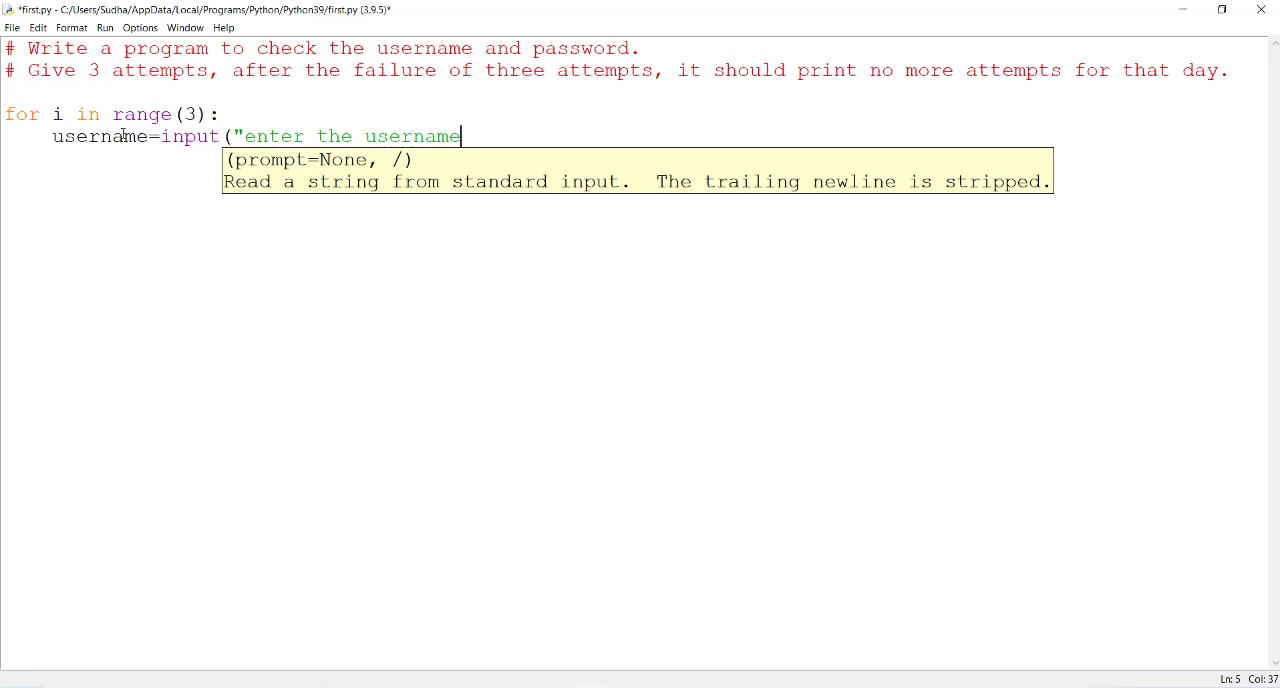 *first.py - C:/Users/Sudha/AppData/Local/Programs/Python/Python39/first.py (3.9.5)*
File Edit Format Run Options Window Help
# Write a program to check the username and password.
# Give 3 attempts, after the failure of three attempts, it should print no more attempts for that day.
for i in range(3):
    username=input("enter the username
(prompt=None, /)
Read a string from standard input.  The trailing newline is stripped.
Ln: 5 Col: 37